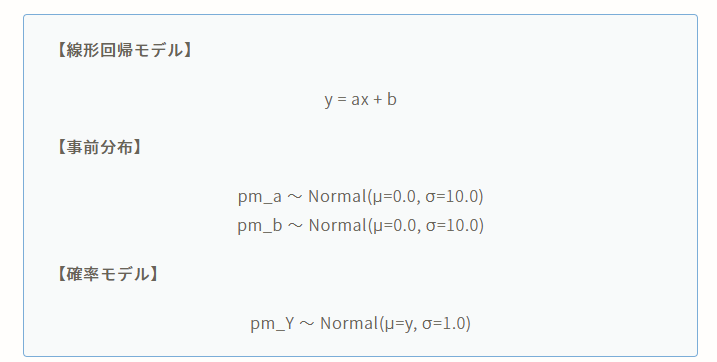 【線形回帰モデル】
y = ax + b
【事前分布】
pm_a ～ Normal(μ=0.0, σ=10.0)
pm_b ～ Normal(μ=0.0, σ=10.0)
【確率モデル】
pm_Y ～ Normal(μ=y, σ=1.0)